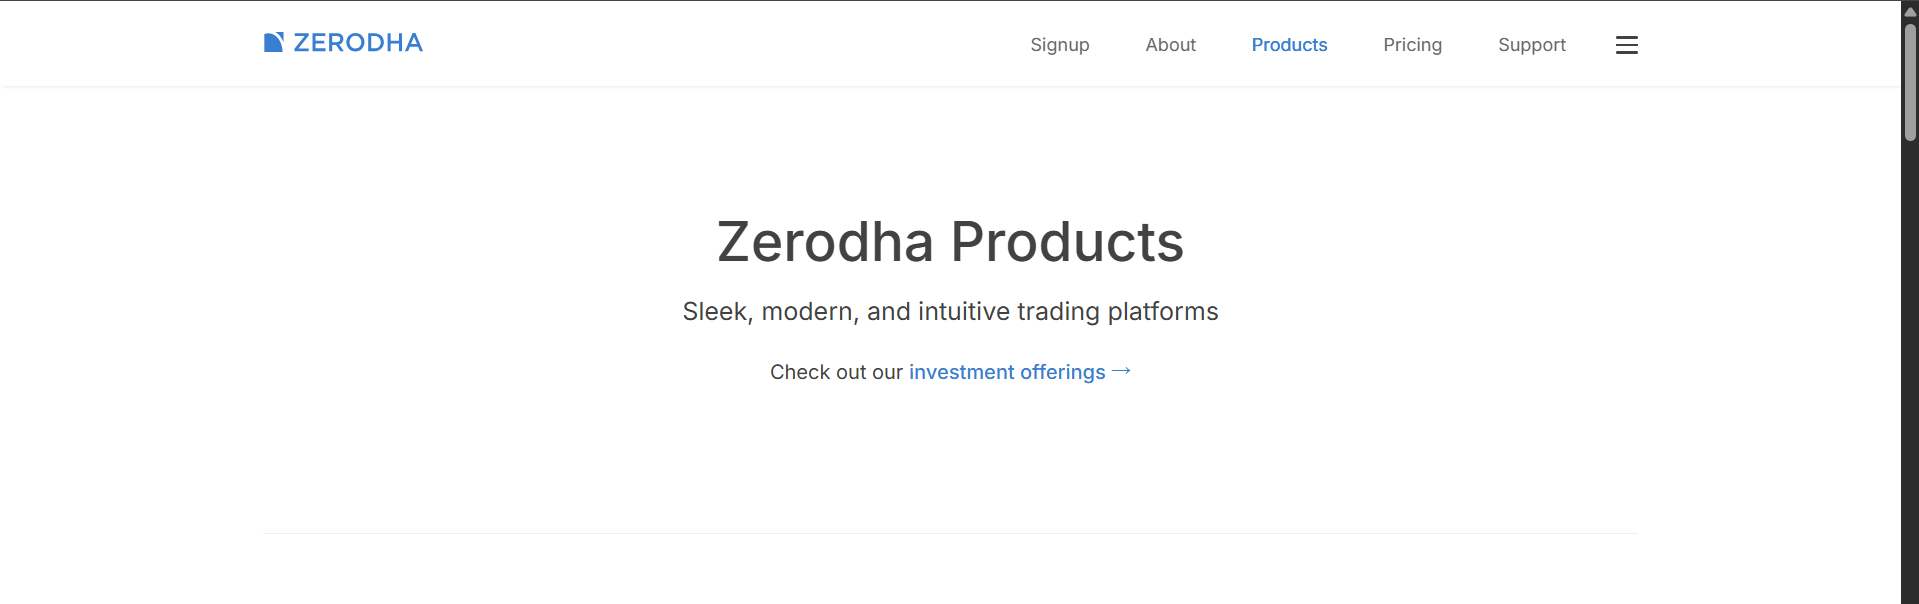 ZERODHA
Signup About Products Pricing Support
Zerodha Products
Sleek, modern, and intuitive trading platforms
Check out our investment offerings →